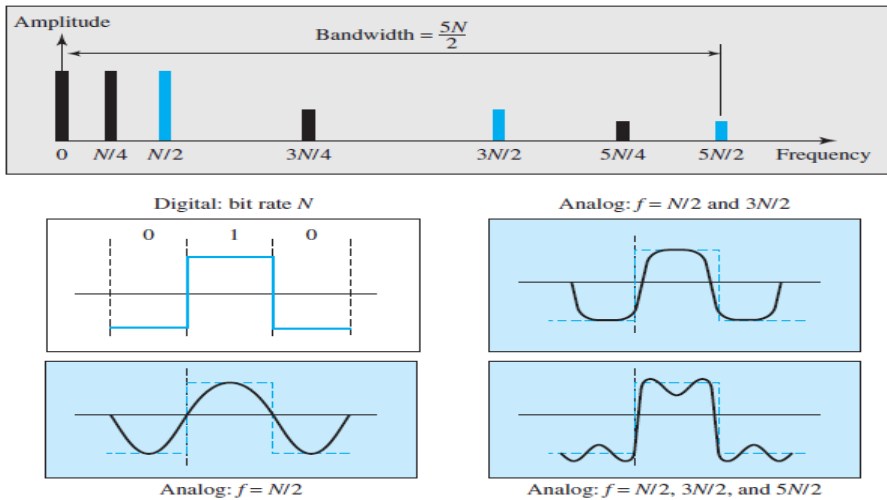 Amplitude
Bandwidth = 5N/2
0 N/4 N/2 3N/4 3N/2 5N/4 5N/2 Frequency
Digital: bit rate N
0 1 0
Analog: f = N/2 and 3N/2
Analog: f = N/2
Analog: f = N/2, 3N/2, and 5N/2